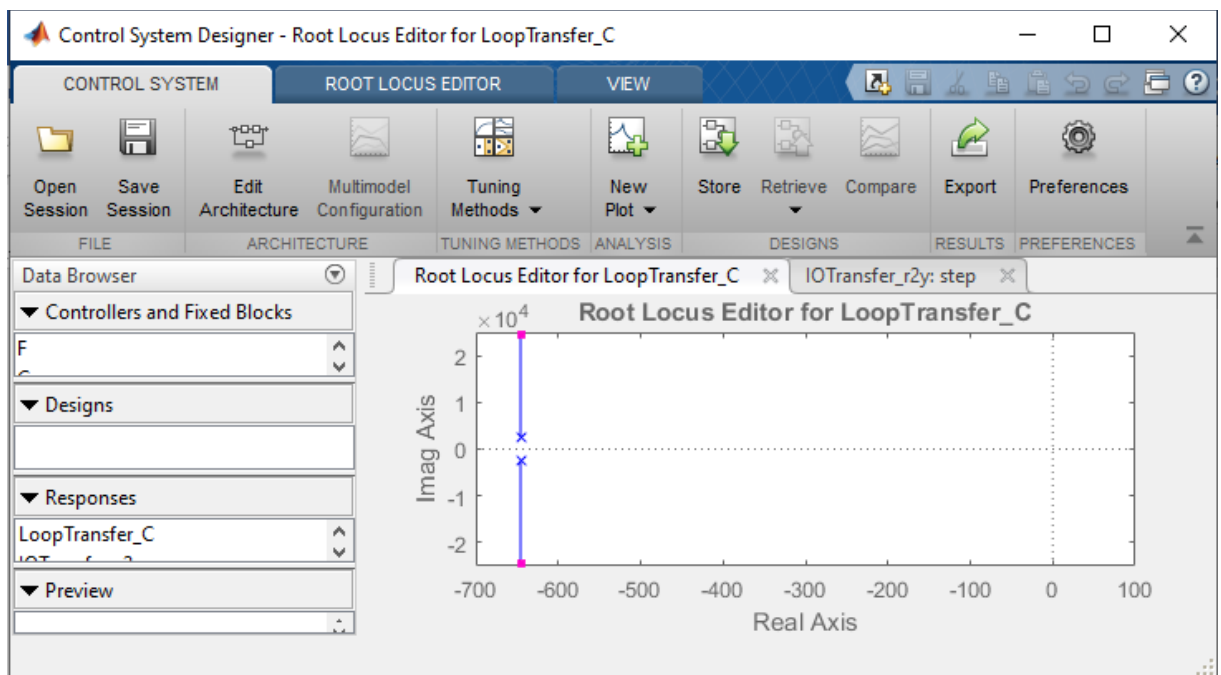 Control System Designer - Root Locus Editor for LoopTransfer_C
CONTROL SYSTEM
ROOT LOCUS EDITOR
VIEW
Open Session
Save Session
Edit Architecture
Multimodel Configuration
Tuning Methods
New Plot
Store
Retrieve
Compare
Export
Preferences
FILE
ARCHITECTURE
TUNING METHODS
ANALYSIS
DESIGNS
RESULTS
PREFERENCES
Data Browser
Controllers and Fixed Blocks
F
Designs
Responses
LoopTransfer_C
Preview
Root Locus Editor for LoopTransfer_C
IOTransfer_r2y: step
×10^4
Root Locus Editor for LoopTransfer_C
2
1
0
-1
-2
Imag Axis
-700 -600 -500 -400 -300 -200 -100 0 100
Real Axis